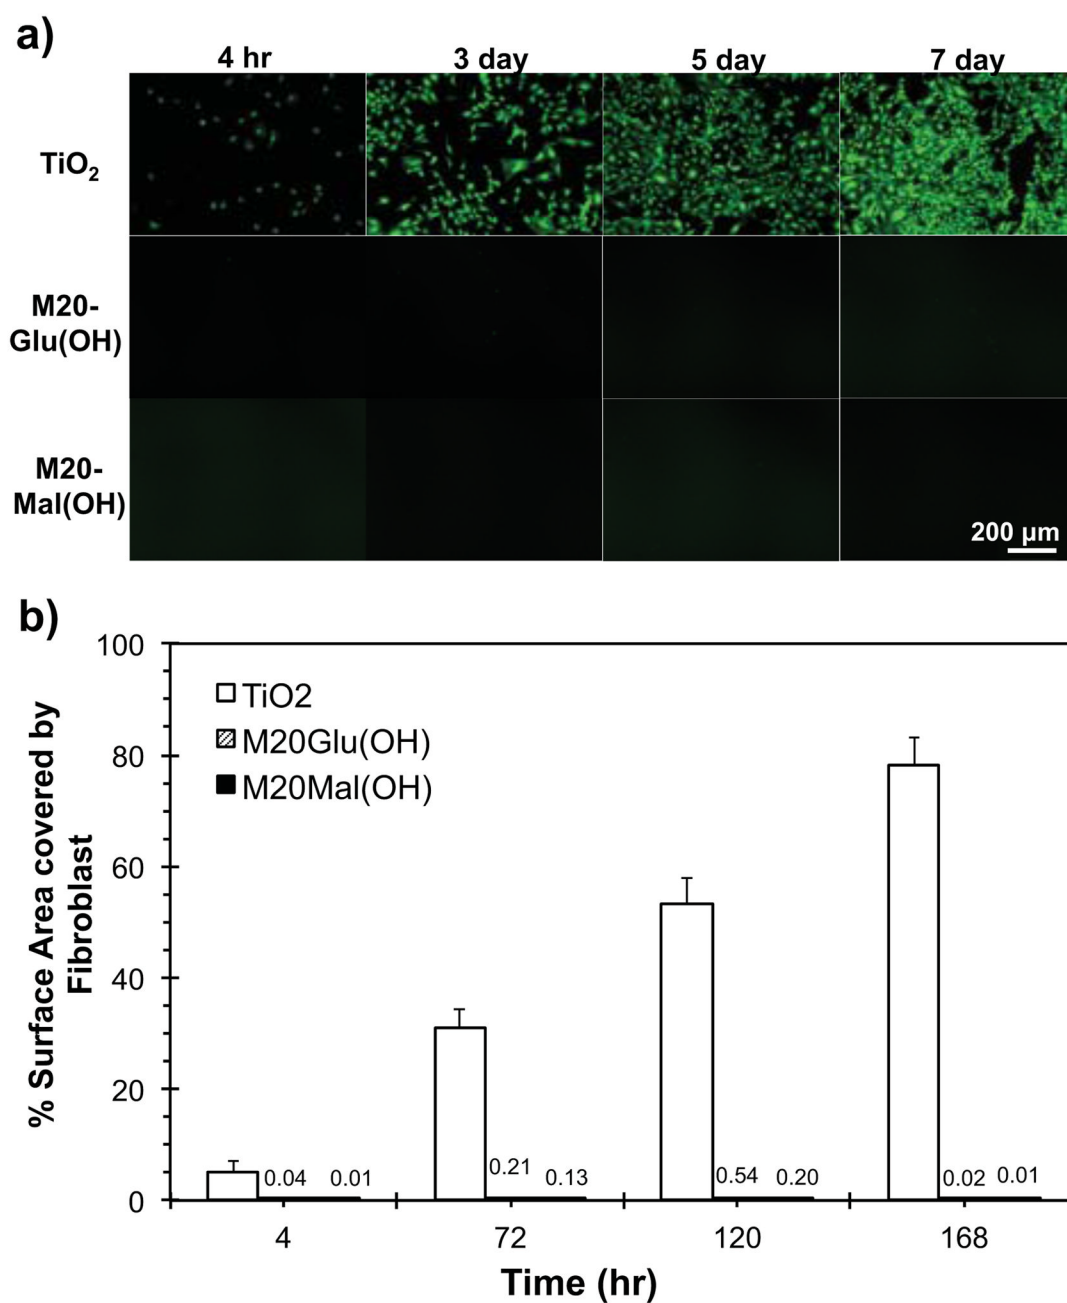 a)
4 hr
3 day
5 day
7 day
TiO₂
M20-
Glu(OH)
M20-
Mal(OH)
200 µm
b)
% Surface Area covered by
Fibroblast
100
80
60
40
20
0
TiO2
M20Glu(OH)
M20Mal(OH)
0.04
0.01
0.21
0.13
0.54
0.20
0.02
0.01
4
72
120
168
Time (hr)